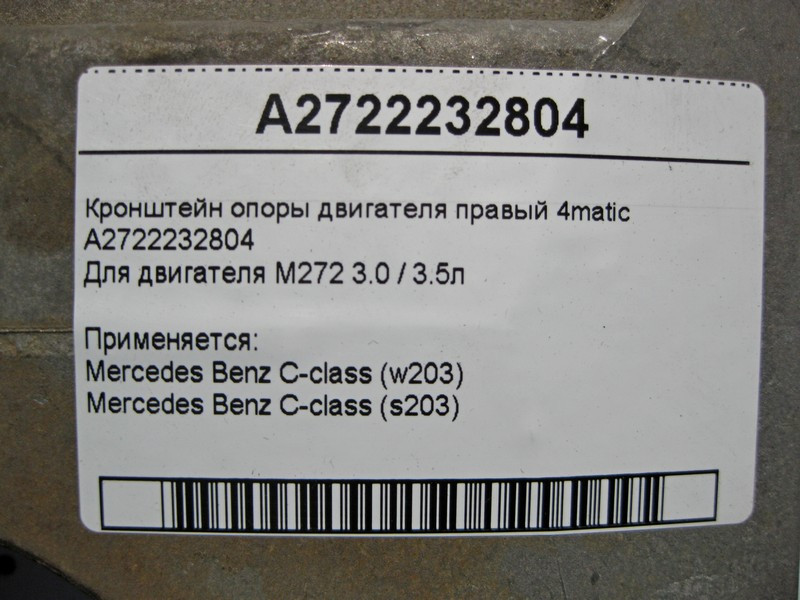 A2722232804
Кронштейн опоры двигателя правый 4matic
A2722232804
Для двигателя M272 3.0 / 3.5л
Применяется:
Mercedes Benz C-class (w203)
Mercedes Benz C-class (s203)